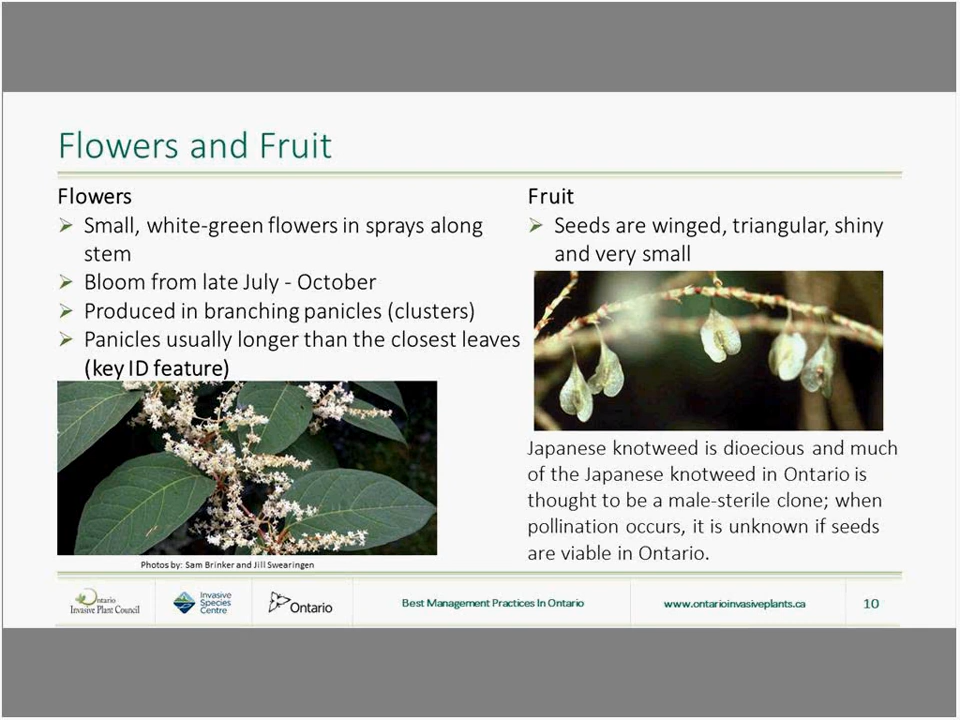 Flowers and Fruit
Flowers
➢ Small, white-green flowers in sprays along
stem
➢ Bloom from late July - October
➢ Produced in branching panicles (clusters)
➢ Panicles usually longer than the closest leaves
(key ID feature)
Photos by: Sam Brinker and Jill Swearingen
Fruit
➢ Seeds are winged, triangular, shiny
and very small
Japanese knotweed is dioecious and much
of the Japanese knotweed in Ontario is
thought to be a male-sterile clone; when
pollination occurs, it is unknown if seeds
are viable in Ontario.
Ontario
Invasive Plant Council
Invasive
Species
Centre
Ontario
Best Management Practices In Ontario
www.ontarioinvasiveplants.ca
10